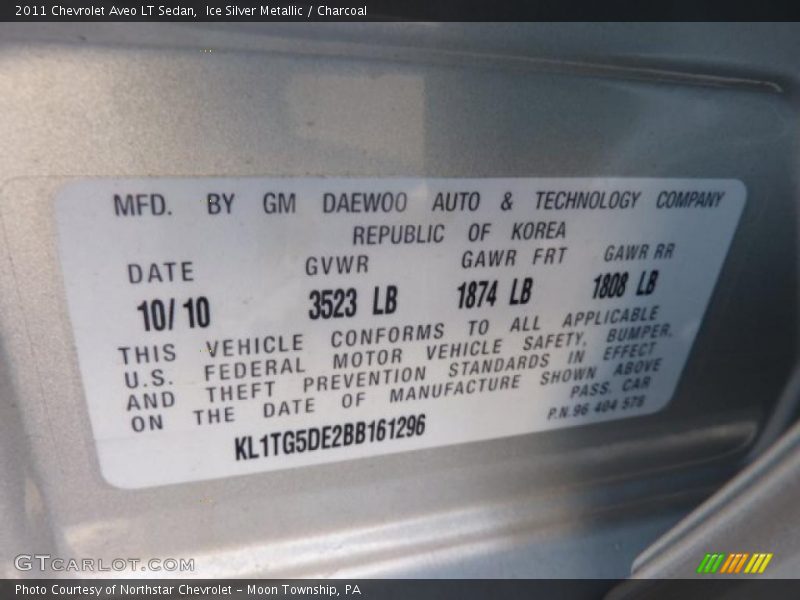 2011 Chevrolet Aveo LT Sedan, Ice Silver Metallic / Charcoal
MFD. BY GM DAEWOO AUTO & TECHNOLOGY COMPANY
REPUBLIC OF KOREA
DATE GVWR GAWR FRT GAWR RR
10/10 3523 LB 1874 LB 1808 LB
THIS VEHICLE CONFORMS TO ALL APPLICABLE
U.S. FEDERAL MOTOR VEHICLE SAFETY, BUMPER,
AND THEFT PREVENTION STANDARDS IN EFFECT
ON THE DATE OF MANUFACTURE SHOWN ABOVE
PASS. CAR
KL1TG5DE2BB161296 P.N.96 404 578
GTCARLOT.COM
Photo Courtesy of Northstar Chevrolet - Moon Township, PA